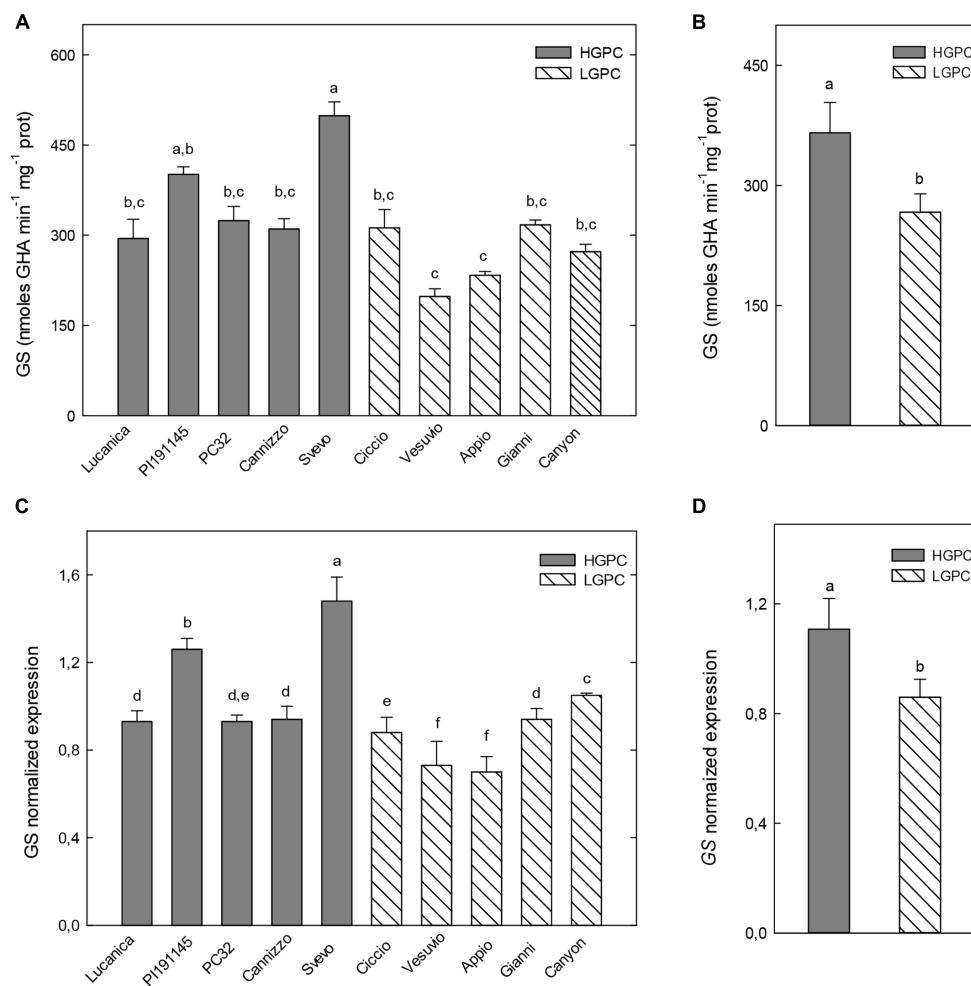 A
GS (nmoles GHA min-1 mg-1 prot)
600
450
300
150
0
HGPC
LGPC
b,c
a,b
b,c
b,c
a
b,c
c
c
b,c
b,c
Lucanica
PI191145
PC32
Cannizzo
Svevo
Ciccio
Vesuvio
Appio
Gianni
Canyon
B
GS (nmoles GHA min-1mg-1 prot)
450
300
150
0
HGPC
LGPC
a
b
C
GS normalized expression
1,6
1,2
0,8
0,4
0,0
HGPC
LGPC
d
b
d,e
d
a
e
f
f
d
c
Lucanica
PI191145
PC32
Cannizzo
Svevo
Ciccio
Vesuvio
Appio
Gianni
Canyon
D
GS normaized expression
1,2
0,8
0,4
0,0
HGPC
LGPC
a
b